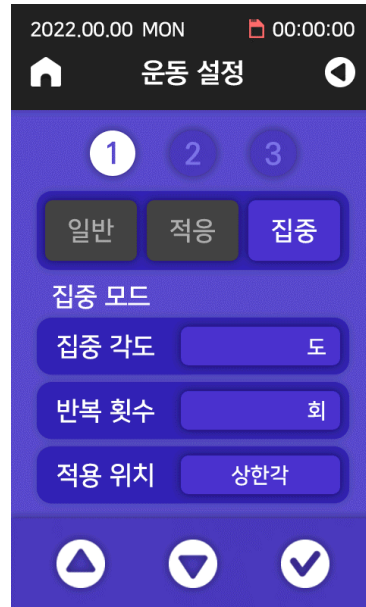 2022.00.00 MON 00:00:00
운동 설정
1 2 3
일반 적응 집중
집중 모드
집중 각도 도
반복 횟수 회
적용 위치 상한각